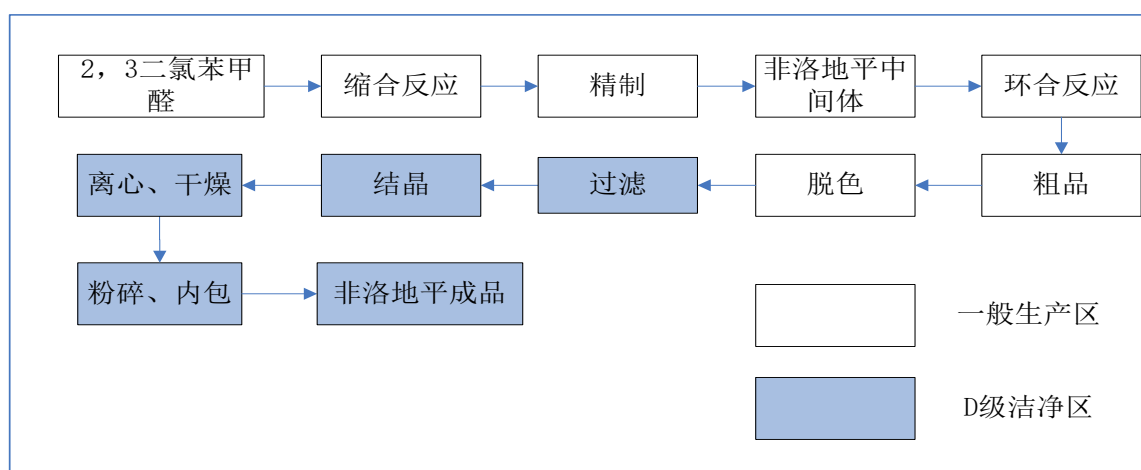 2，3二氯苯甲
醛
缩合反应
精制
非洛地平中
间体
环合反应
离心、干燥
结晶
过滤
脱色
粗品
粉碎、内包
非洛地平成品
一般生产区
D级洁净区